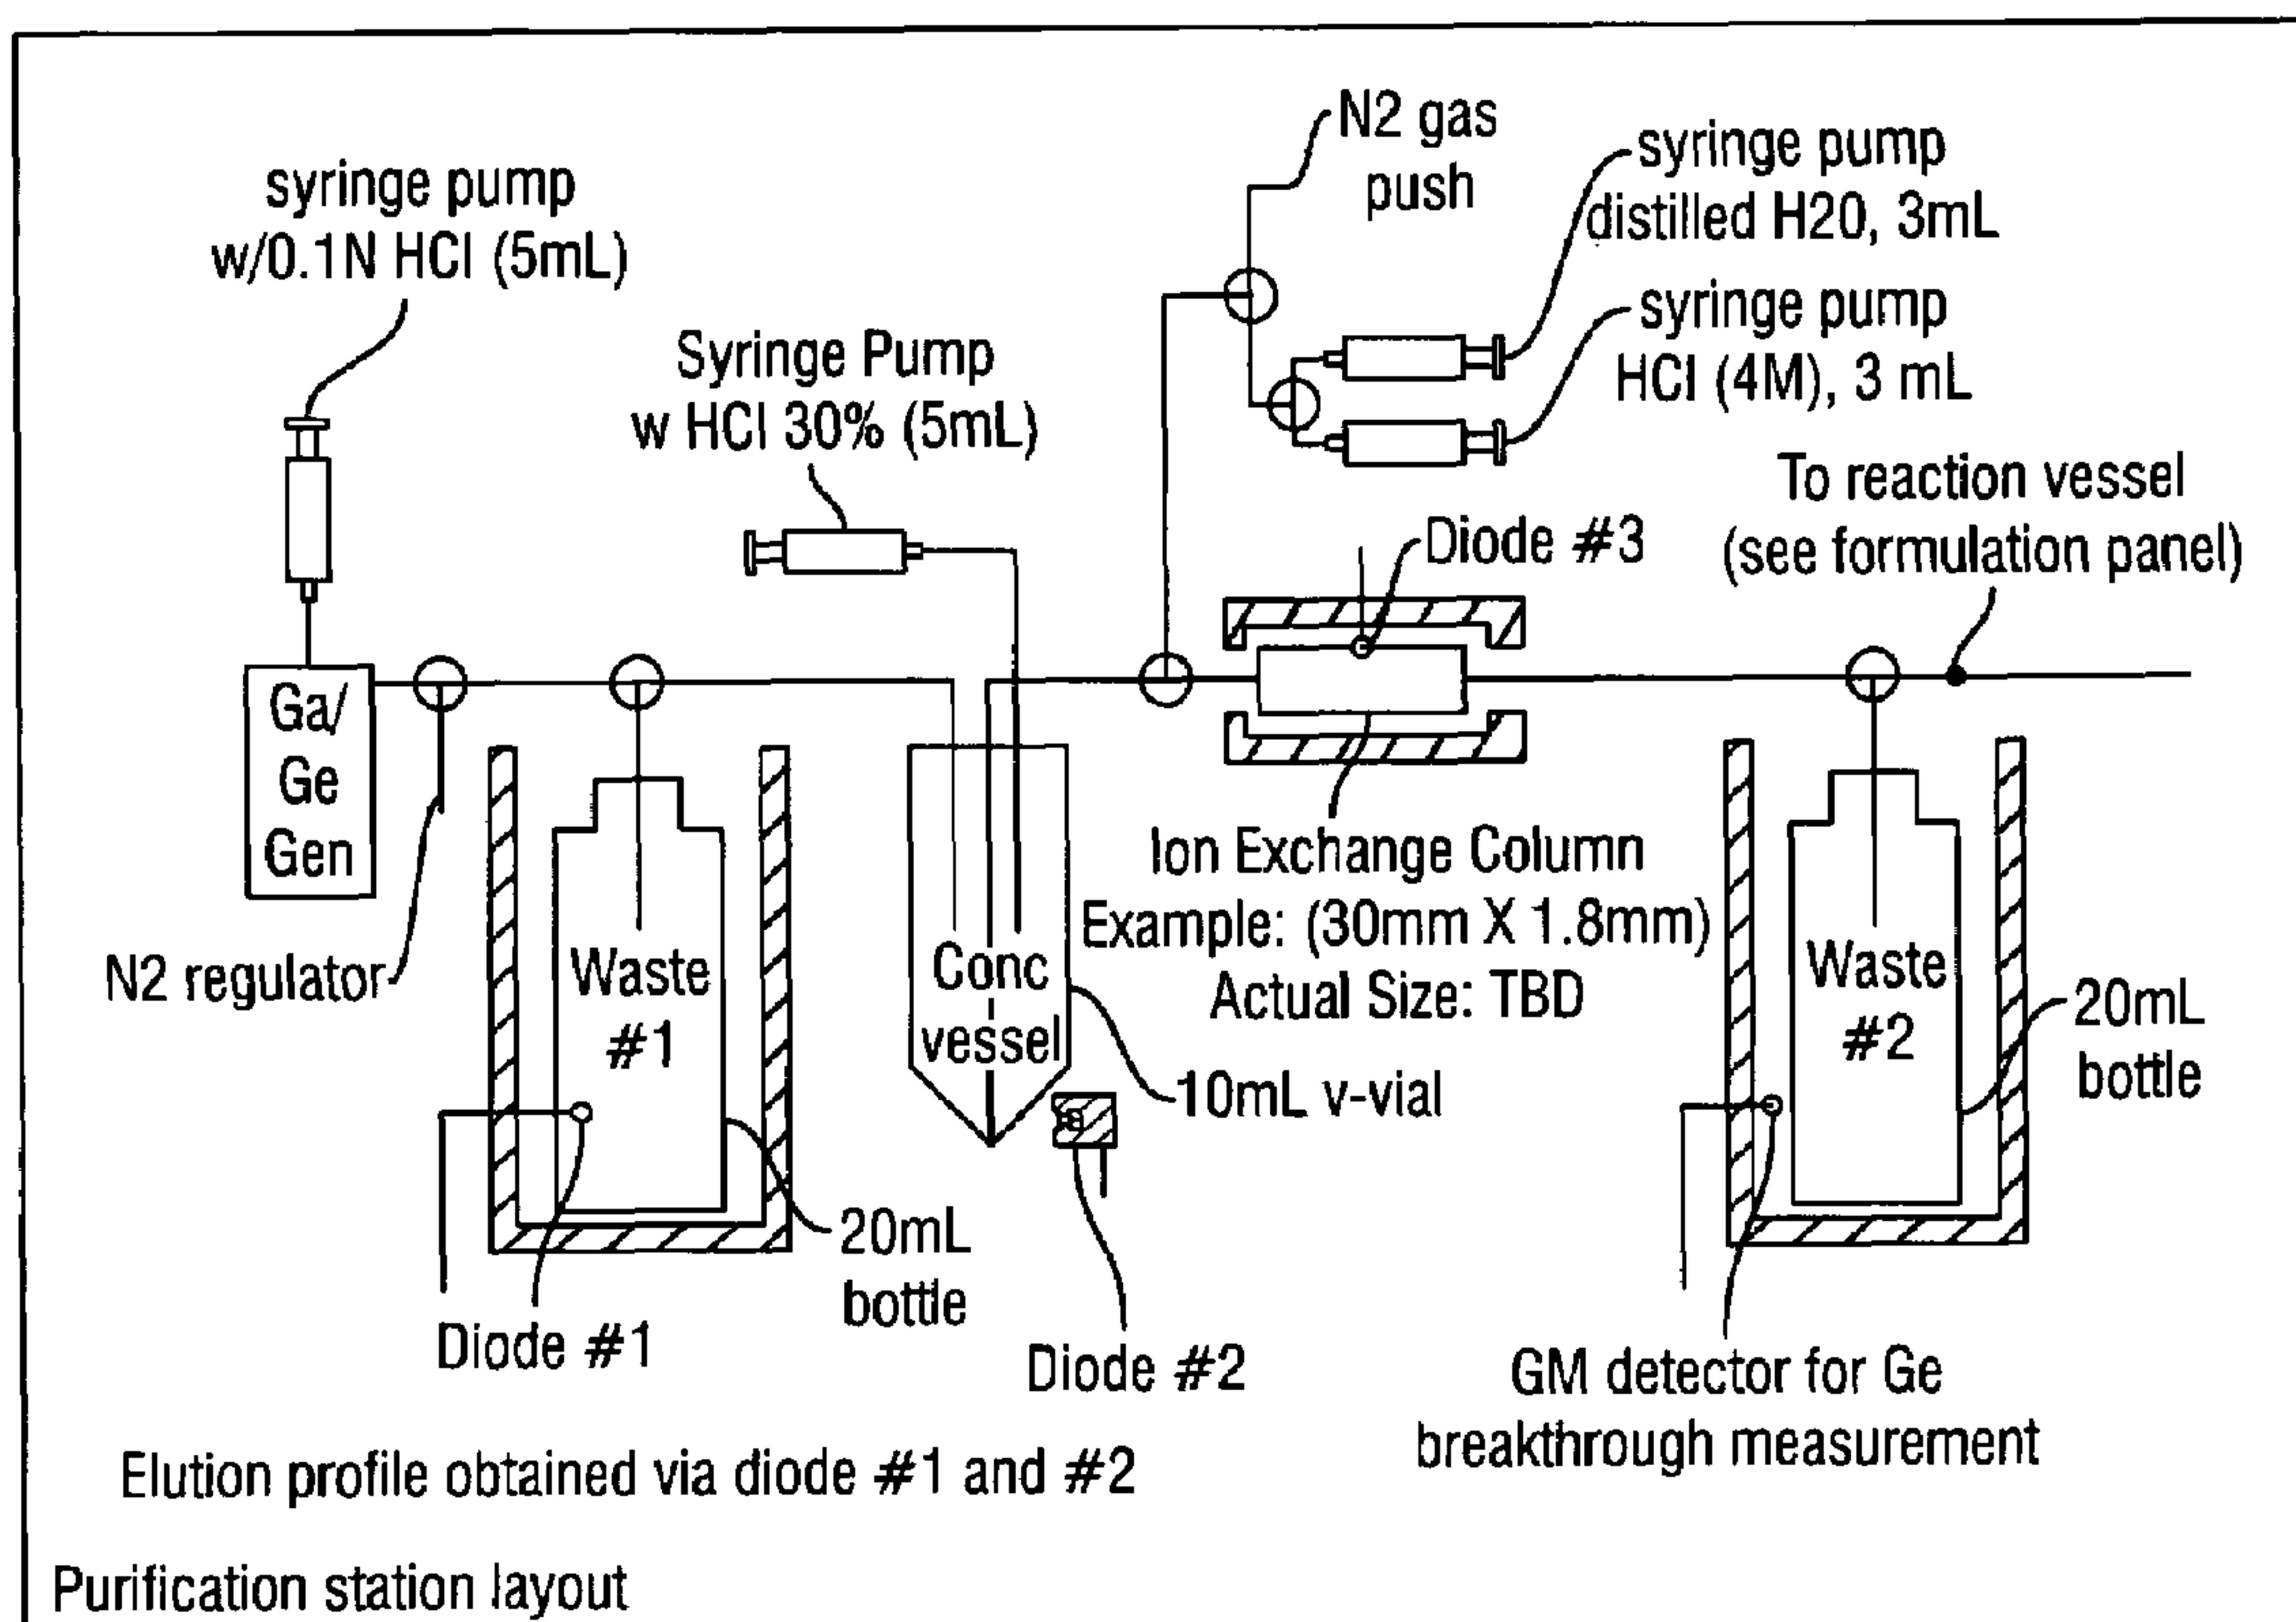 N2 gas
push
syringe pump
distilled H20, 3mL
syringe pump
w/0.1N HCl (5mL)
syringe pump
HCl (4M), 3 mL
Syringe Pump
w HCl 30% (5mL)
To reaction vessel
(see formulation panel)
Diode #3
Ga/
Ge
Gen
Ion Exchange Column
Example: (30mm X 1.8mm)
Actual Size: TBD
N2 regulator
Waste
#1
Conc
vessel
Waste
#2
20mL
bottle
10mL v-vial
20mL
bottle
Diode #1
Diode #2
GM detector for Ge
breakthrough measurement
Elution profile obtained via diode #1 and #2
Purification station layout